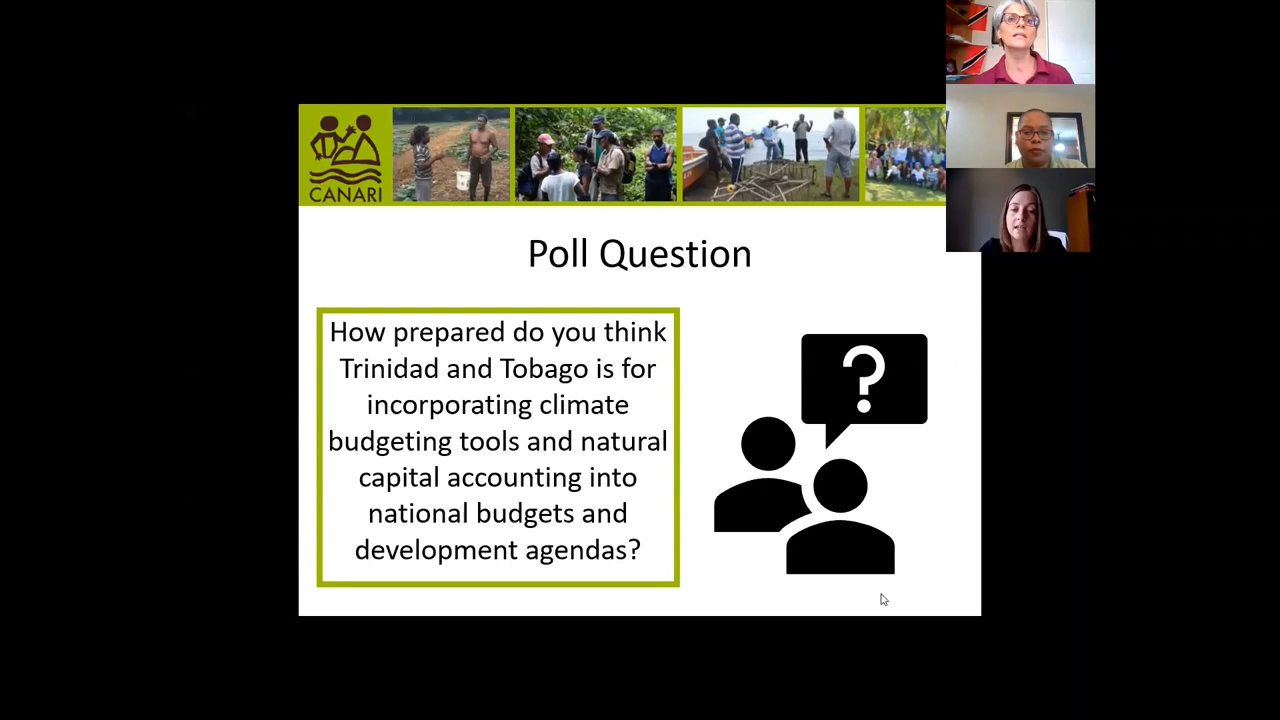 CANARI
Poll Question
How prepared do you think
Trinidad and Tobago is for
incorporating climate
budgeting tools and natural
capital accounting into
national budgets and
development agendas?
?